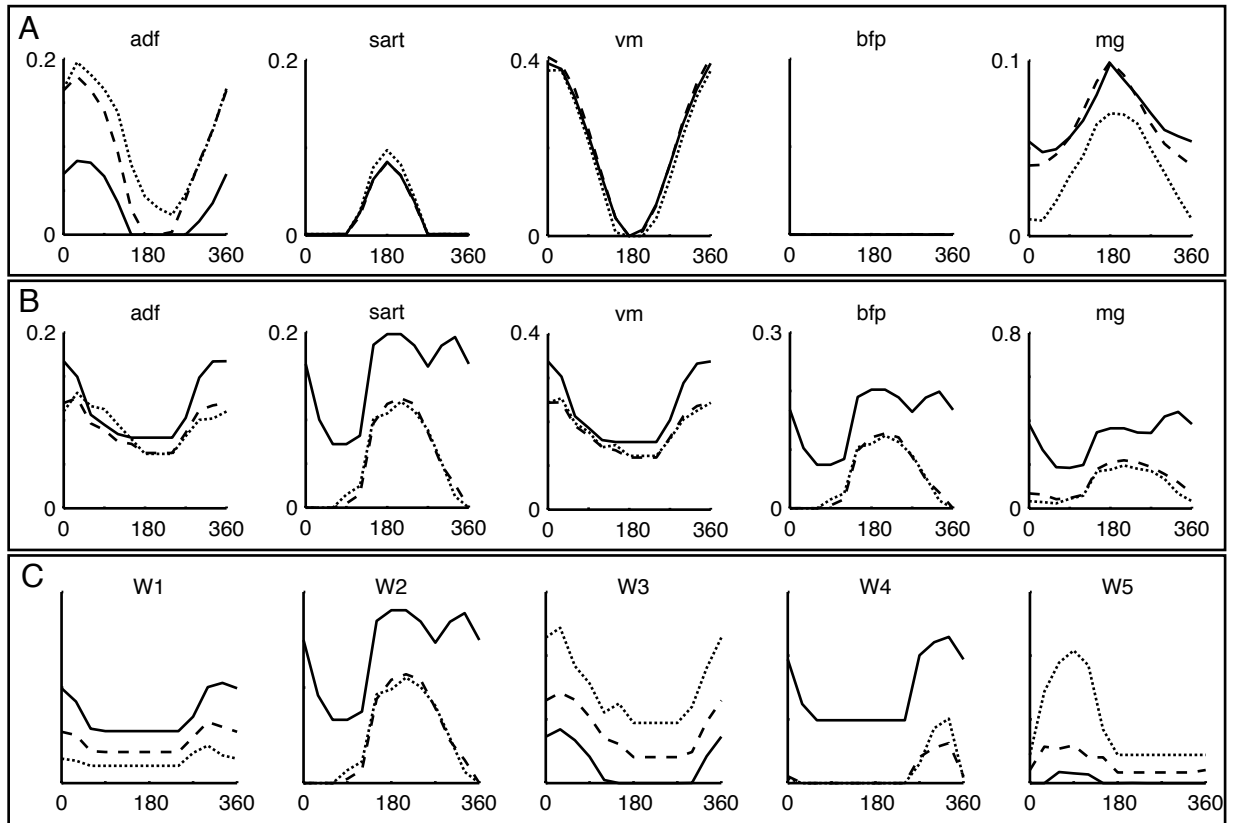 A
adf sart vm bfp mg
0.2 0.4 0.1
0 0 0 0
0 180 360 0 180 360 0 180 360 0 180 360 0 180 360
B
adf sart vm bfp mg
0.2 0.2 0.4 0.3 0.8
0 0 0 0 0
0 180 360 0 180 360 0 180 360 0 180 360 0 180 360
C
W1 W2 W3 W4 W5
0 180 360 0 180 360 0 180 360 0 180 360 0 180 360